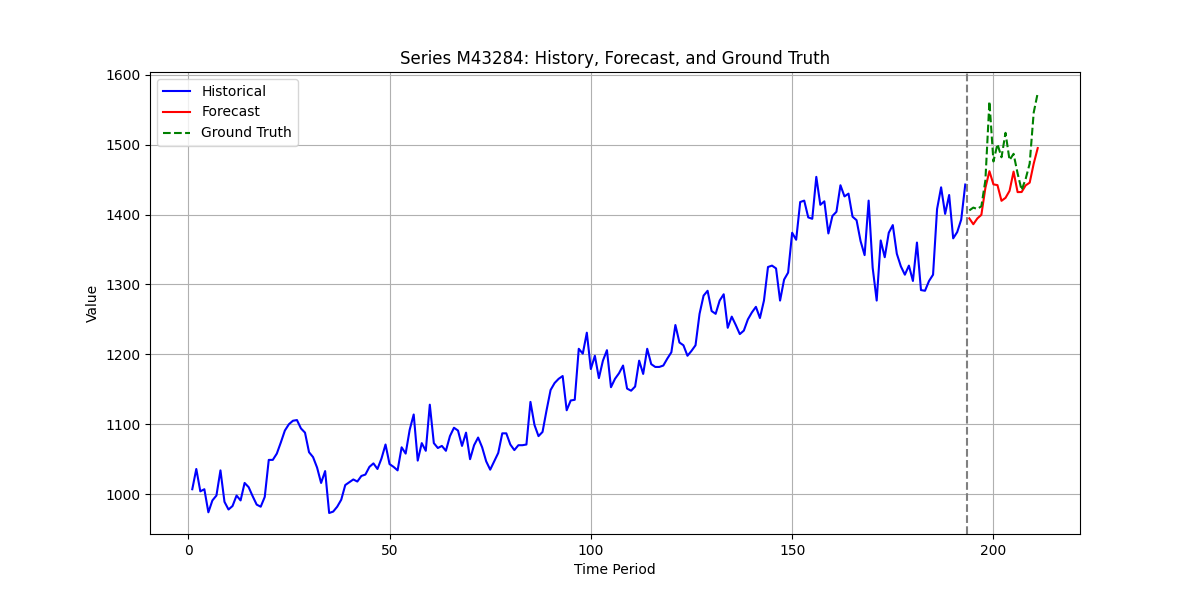 Series M43284: History, Forecast, and Ground Truth
1600
1500
1400
1300
1200
1100
1000
Value
Historical
Forecast
Ground Truth
0
50
100
150
200
Time Period